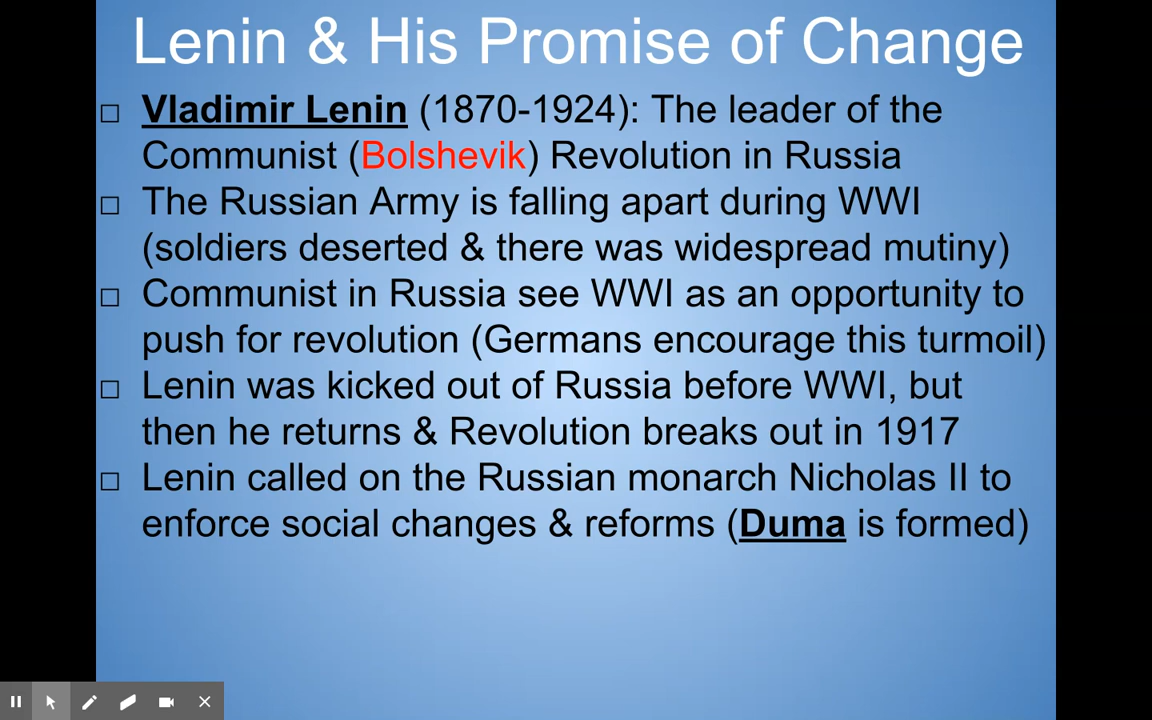 Lenin & His Promise of Change
□ Vladimir Lenin (1870-1924): The leader of the
Communist (Bolshevik) Revolution in Russia
□ The Russian Army is falling apart during WWI
(soldiers deserted & there was widespread mutiny)
□ Communist in Russia see WWI as an opportunity to
push for revolution (Germans encourage this turmoil)
□ Lenin was kicked out of Russia before WWI, but
then he returns & Revolution breaks out in 1917
□ Lenin called on the Russian monarch Nicholas II to
enforce social changes & reforms (Duma is formed)